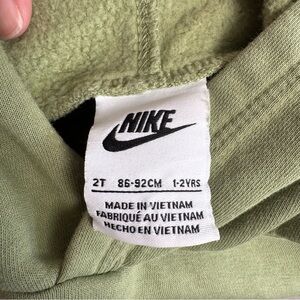 NIKE
2T 86-92CM 1-2YRS
MADE IN VIETNAM
FABRIQUÉ AU VIETNAM
HECHO EN VIETNAM